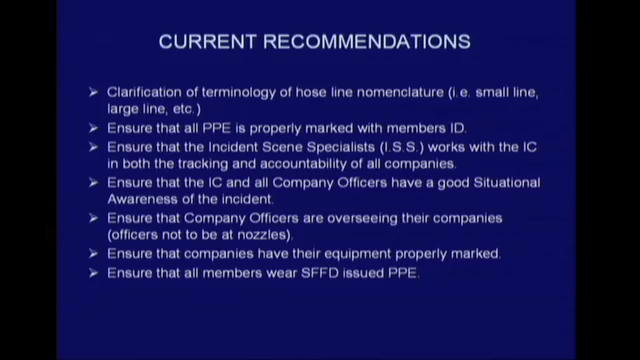 CURRENT RECOMMENDATIONS
➤ Clarification of terminology of hose line nomenclature (i.e. small line,
large line, etc.)
➤ Ensure that all PPE is properly marked with members ID.
➤ Ensure that the Incident Scene Specialists (I.S.S.) works with the IC
in both the tracking and accountability of all companies.
➤ Ensure that the IC and all Company Officers have a good Situational
Awareness of the incident.
➤ Ensure that Company Officers are overseeing their companies
(officers not to be at nozzles).
➤ Ensure that companies have their equipment properly marked.
➤ Ensure that all members wear SFFD issued PPE.